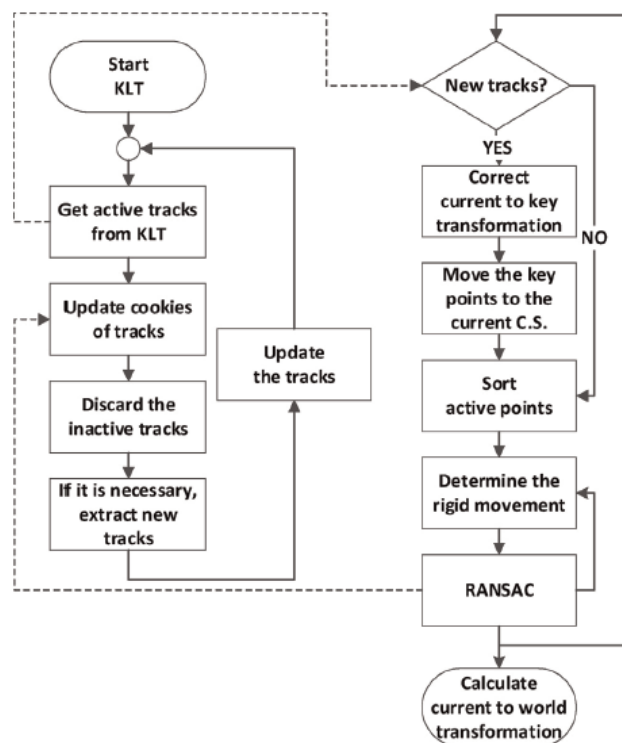 Start
KLT
Get active tracks
from KLT
Update cookies
of tracks
Discard the
inactive tracks
If it is necessary,
extract new
tracks
Update
the tracks
New tracks?
YES
NO
Correct
current to key
transformation
Move the key
points to the
current C.S.
Sort
active points
Determine the
rigid movement
RANSAC
Calculate
current to world
transformation